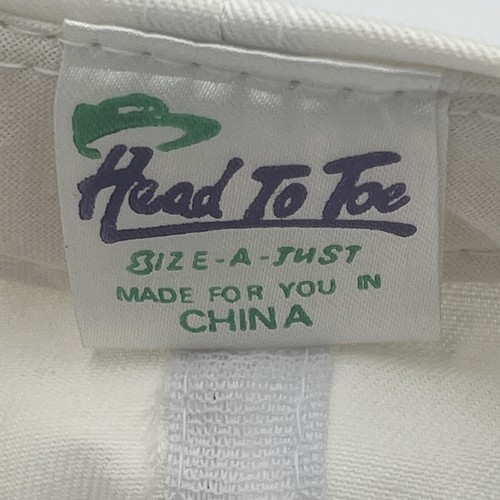 Head To Toe
SIZE-A-JUST
MADE FOR YOU IN
CHINA